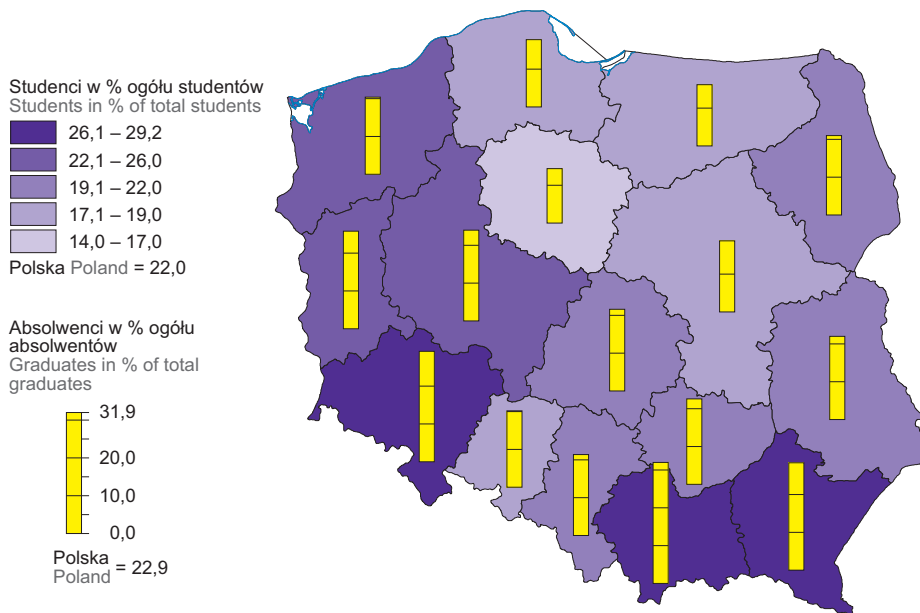 Studenci w % ogółu studentów
Students in % of total students
26,1 – 29,2
22,1 – 26,0
19,1 – 22,0
17,1 – 19,0
14,0 – 17,0
Polska Poland = 22,0
Absolwenci w % ogółu
absolwentów
Graduates in % of total
graduates
31,9
20,0
10,0
0,0
Polska
Poland = 22,9